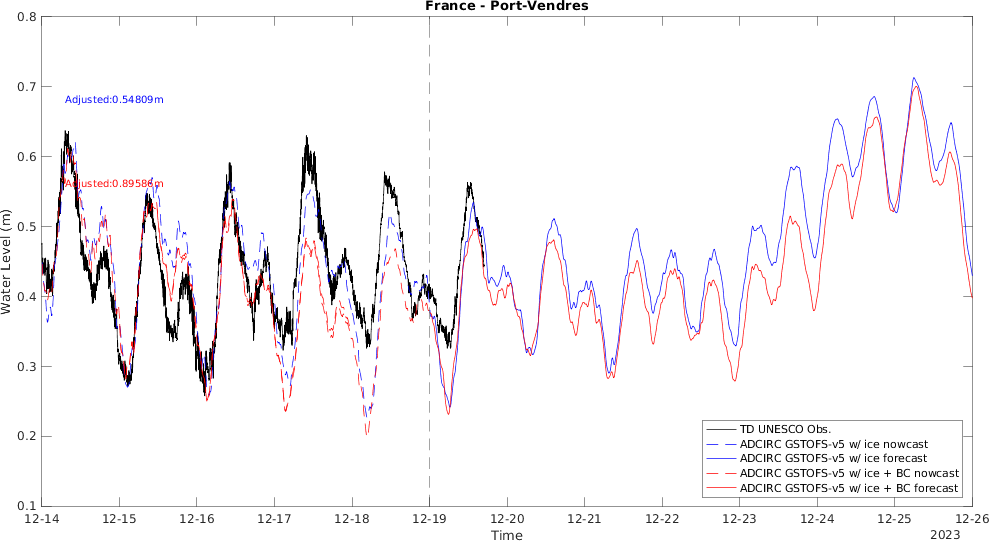 France - Port-Vendres
0.8
0.7
0.6
0.5
0.4
0.3
0.2
0.1
Water Level (m)
Adjusted:0.54809m
Adjusted:0.89586m
TD UNESCO Obs.
ADCIRC GSTOFS-v5 w/ ice nowcast
ADCIRC GSTOFS-v5 w/ ice forecast
ADCIRC GSTOFS-v5 w/ ice + BC nowcast
ADCIRC GSTOFS-v5 w/ ice + BC forecast
12-14 12-15 12-16 12-17 12-18 12-19 12-20 12-21 12-22 12-23 12-24 12-25 12-26
Time
2023